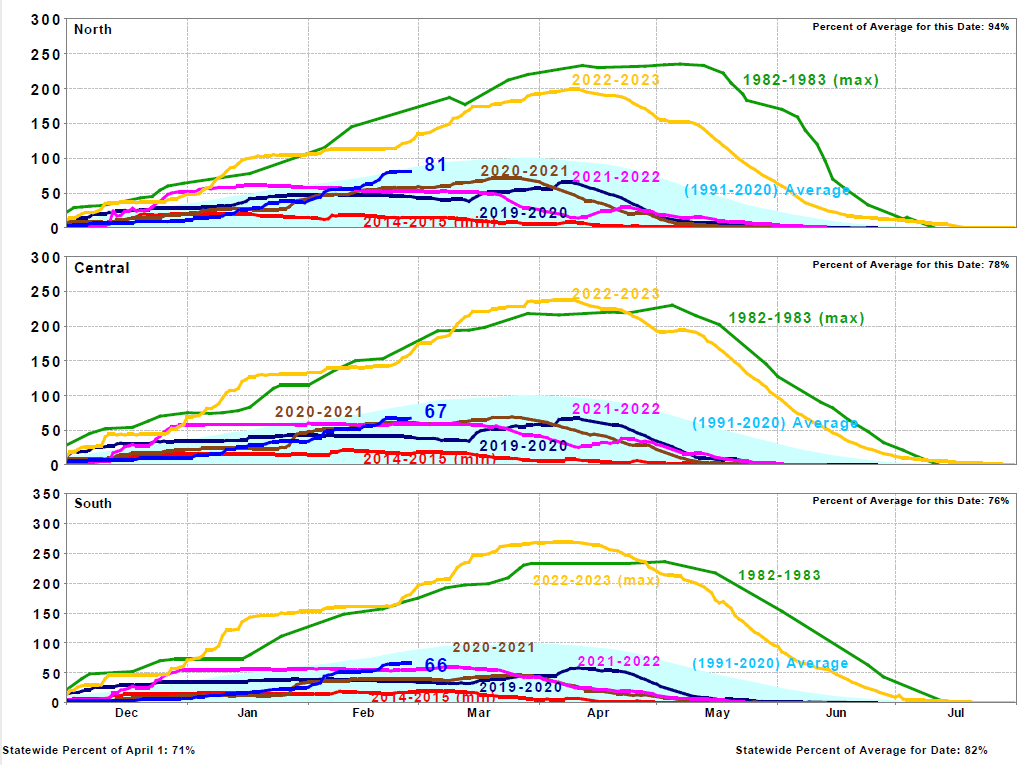 300
North
Percent of Average for this Date: 94%
250
2022-2023
1982-1983 (max)
200
150
100
81
2020-2021
2021-2022
(1991-2020) Average
50
2019-2020
2014-2015 (min)
0
300
Central
Percent of Average for this Date: 78%
250
2022-2023
1982-1983 (max)
200
150
100
2020-2021
67
2021-2022
(1991-2020) Average
50
2019-2020
2014-2015 (min)
0
350
South
Percent of Average for this Date: 76%
300
250
1982-1983
2022-2023 (max)
200
150
100
2020-2021
66
2021-2022
(1991-2020) Average
50
2019-2020
2014-2015 (min)
0
Dec Jan Feb Mar Apr May Jun Jul
Statewide Percent of April 1: 71%
Statewide Percent of Average for Date: 82%